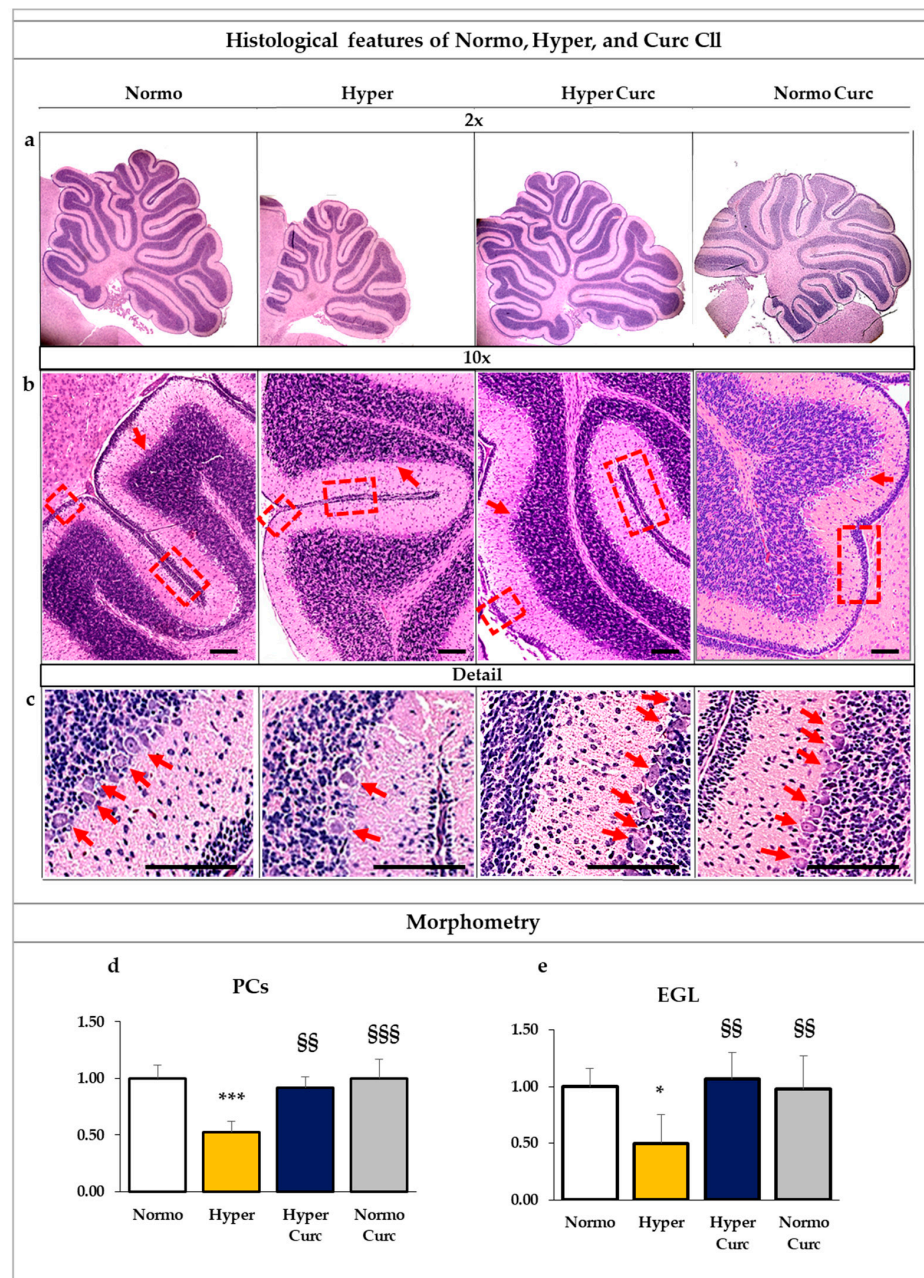 Histological features of Normo, Hyper, and Curc Cll
Normo Hyper Hyper Curc Normo Curc
2x
a
10x
b
Detail
c
Morphometry
d
PCs
1.50
1.00
0.50
0.00
***
§§
§§§
Normo Hyper Hyper Curc Normo Curc
e
EGL
1.50
1.00
0.50
0.00
*
§§
§§
Normo Hyper Hyper Curc Normo Curc